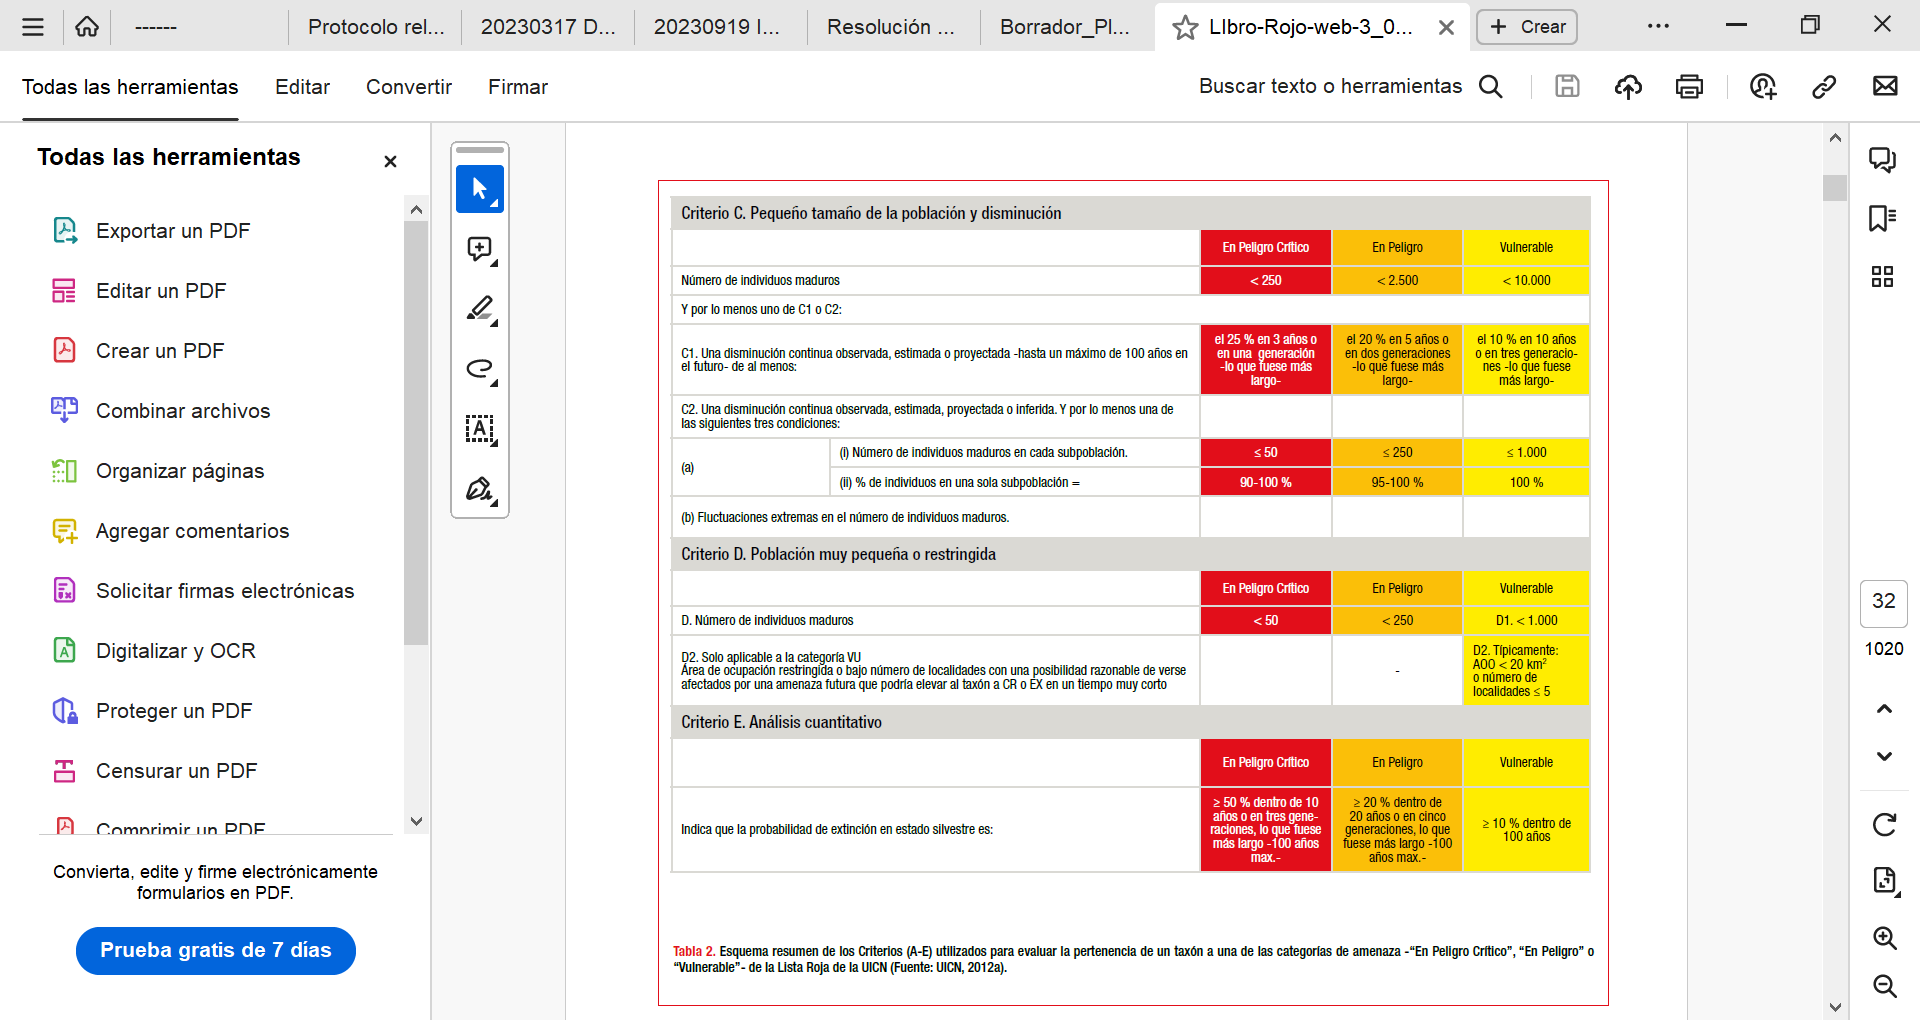 ------
Protocolo rel...
20230317 D...
20230919 I...
Resolución ...
Borrador_Pl...
LIbro-Rojo-web-3_0...
Crear
Todas las herramientas
Editar
Convertir
Firmar
Buscar texto o herramientas
Todas las herramientas
Exportar un PDF
Editar un PDF
Crear un PDF
Combinar archivos
Organizar páginas
Agregar comentarios
Solicitar firmas electrónicas
Digitalizar y OCR
Proteger un PDF
Censurar un PDF
Comprimir un PDF
Convierta, edite y firme electrónicamente
formularios en PDF.
Prueba gratis de 7 días
Criterio C. Pequeño tamaño de la población y disminución
En Peligro Crítico
En Peligro
Vulnerable
Número de individuos maduros
< 250
< 2.500
< 10.000
Y por lo menos uno de C1 o C2:
C1. Una disminución continua observada, estimada o proyectada -hasta un máximo de 100 años en
el futuro- de al menos:
el 25 % en 3 años o
en una generación
-lo que fuese más
largo-
el 20 % en 5 años o
en dos generaciones
-lo que fuese más
largo-
el 10 % en 10 años
o en tres generacio-
nes -lo que fuese
más largo-
C2. Una disminución continua observada, estimada, proyectada o inferida. Y por lo menos una de
las siguientes tres condiciones:
(a)
(i) Número de individuos maduros en cada subpoblación.
≤ 50
≤ 250
≤ 1.000
(ii) % de individuos en una sola subpoblación =
90-100 %
95-100 %
100 %
(b) Fluctuaciones extremas en el número de individuos maduros.
Criterio D. Población muy pequeña o restringida
En Peligro Crítico
En Peligro
Vulnerable
D. Número de individuos maduros
< 50
< 250
D1. < 1.000
D2. Solo aplicable a la categoría VU
Área de ocupación restringida o bajo número de localidades con una posibilidad razonable de verse
afectados por una amenaza futura que podría elevar al taxón a CR o EX en un tiempo muy corto
-
D2. Típicamente:
AOO < 20 km²
o número de
localidades ≤ 5
Criterio E. Análisis cuantitativo
En Peligro Crítico
En Peligro
Vulnerable
Indica que la probabilidad de extinción en estado silvestre es:
≥ 50 % dentro de 10
años o en tres gene-
raciones, lo que fuese
más largo -100 años
max.-
≥ 20 % dentro de
20 años o en cinco
generaciones, lo que
fuese más largo -100
años max.-
≥ 10 % dentro de
100 años
Tabla 2. Esquema resumen de los Criterios (A-E) utilizados para evaluar la pertenencia de un taxón a una de las categorías de amenaza -“En Peligro Crítico”, “En Peligro” o
“Vulnerable”- de la Lista Roja de la UICN (Fuente: UICN, 2012a).
32
1020